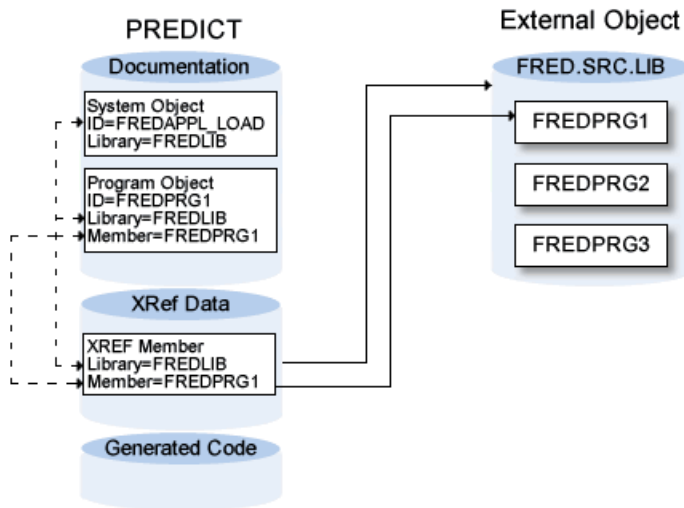 PREDICT
Documentation
System Object
ID=FREDAPPL_LOAD
Library=FREDLIB
Program Object
ID=FREDPRG1
Library=FREDLIB
Member=FREDPRG1
XRef Data
XREF Member
Library=FREDLIB
Member=FREDPRG1
Generated Code
External Object
FRED.SRC.LIB
FREDPRG1
FREDPRG2
FREDPRG3